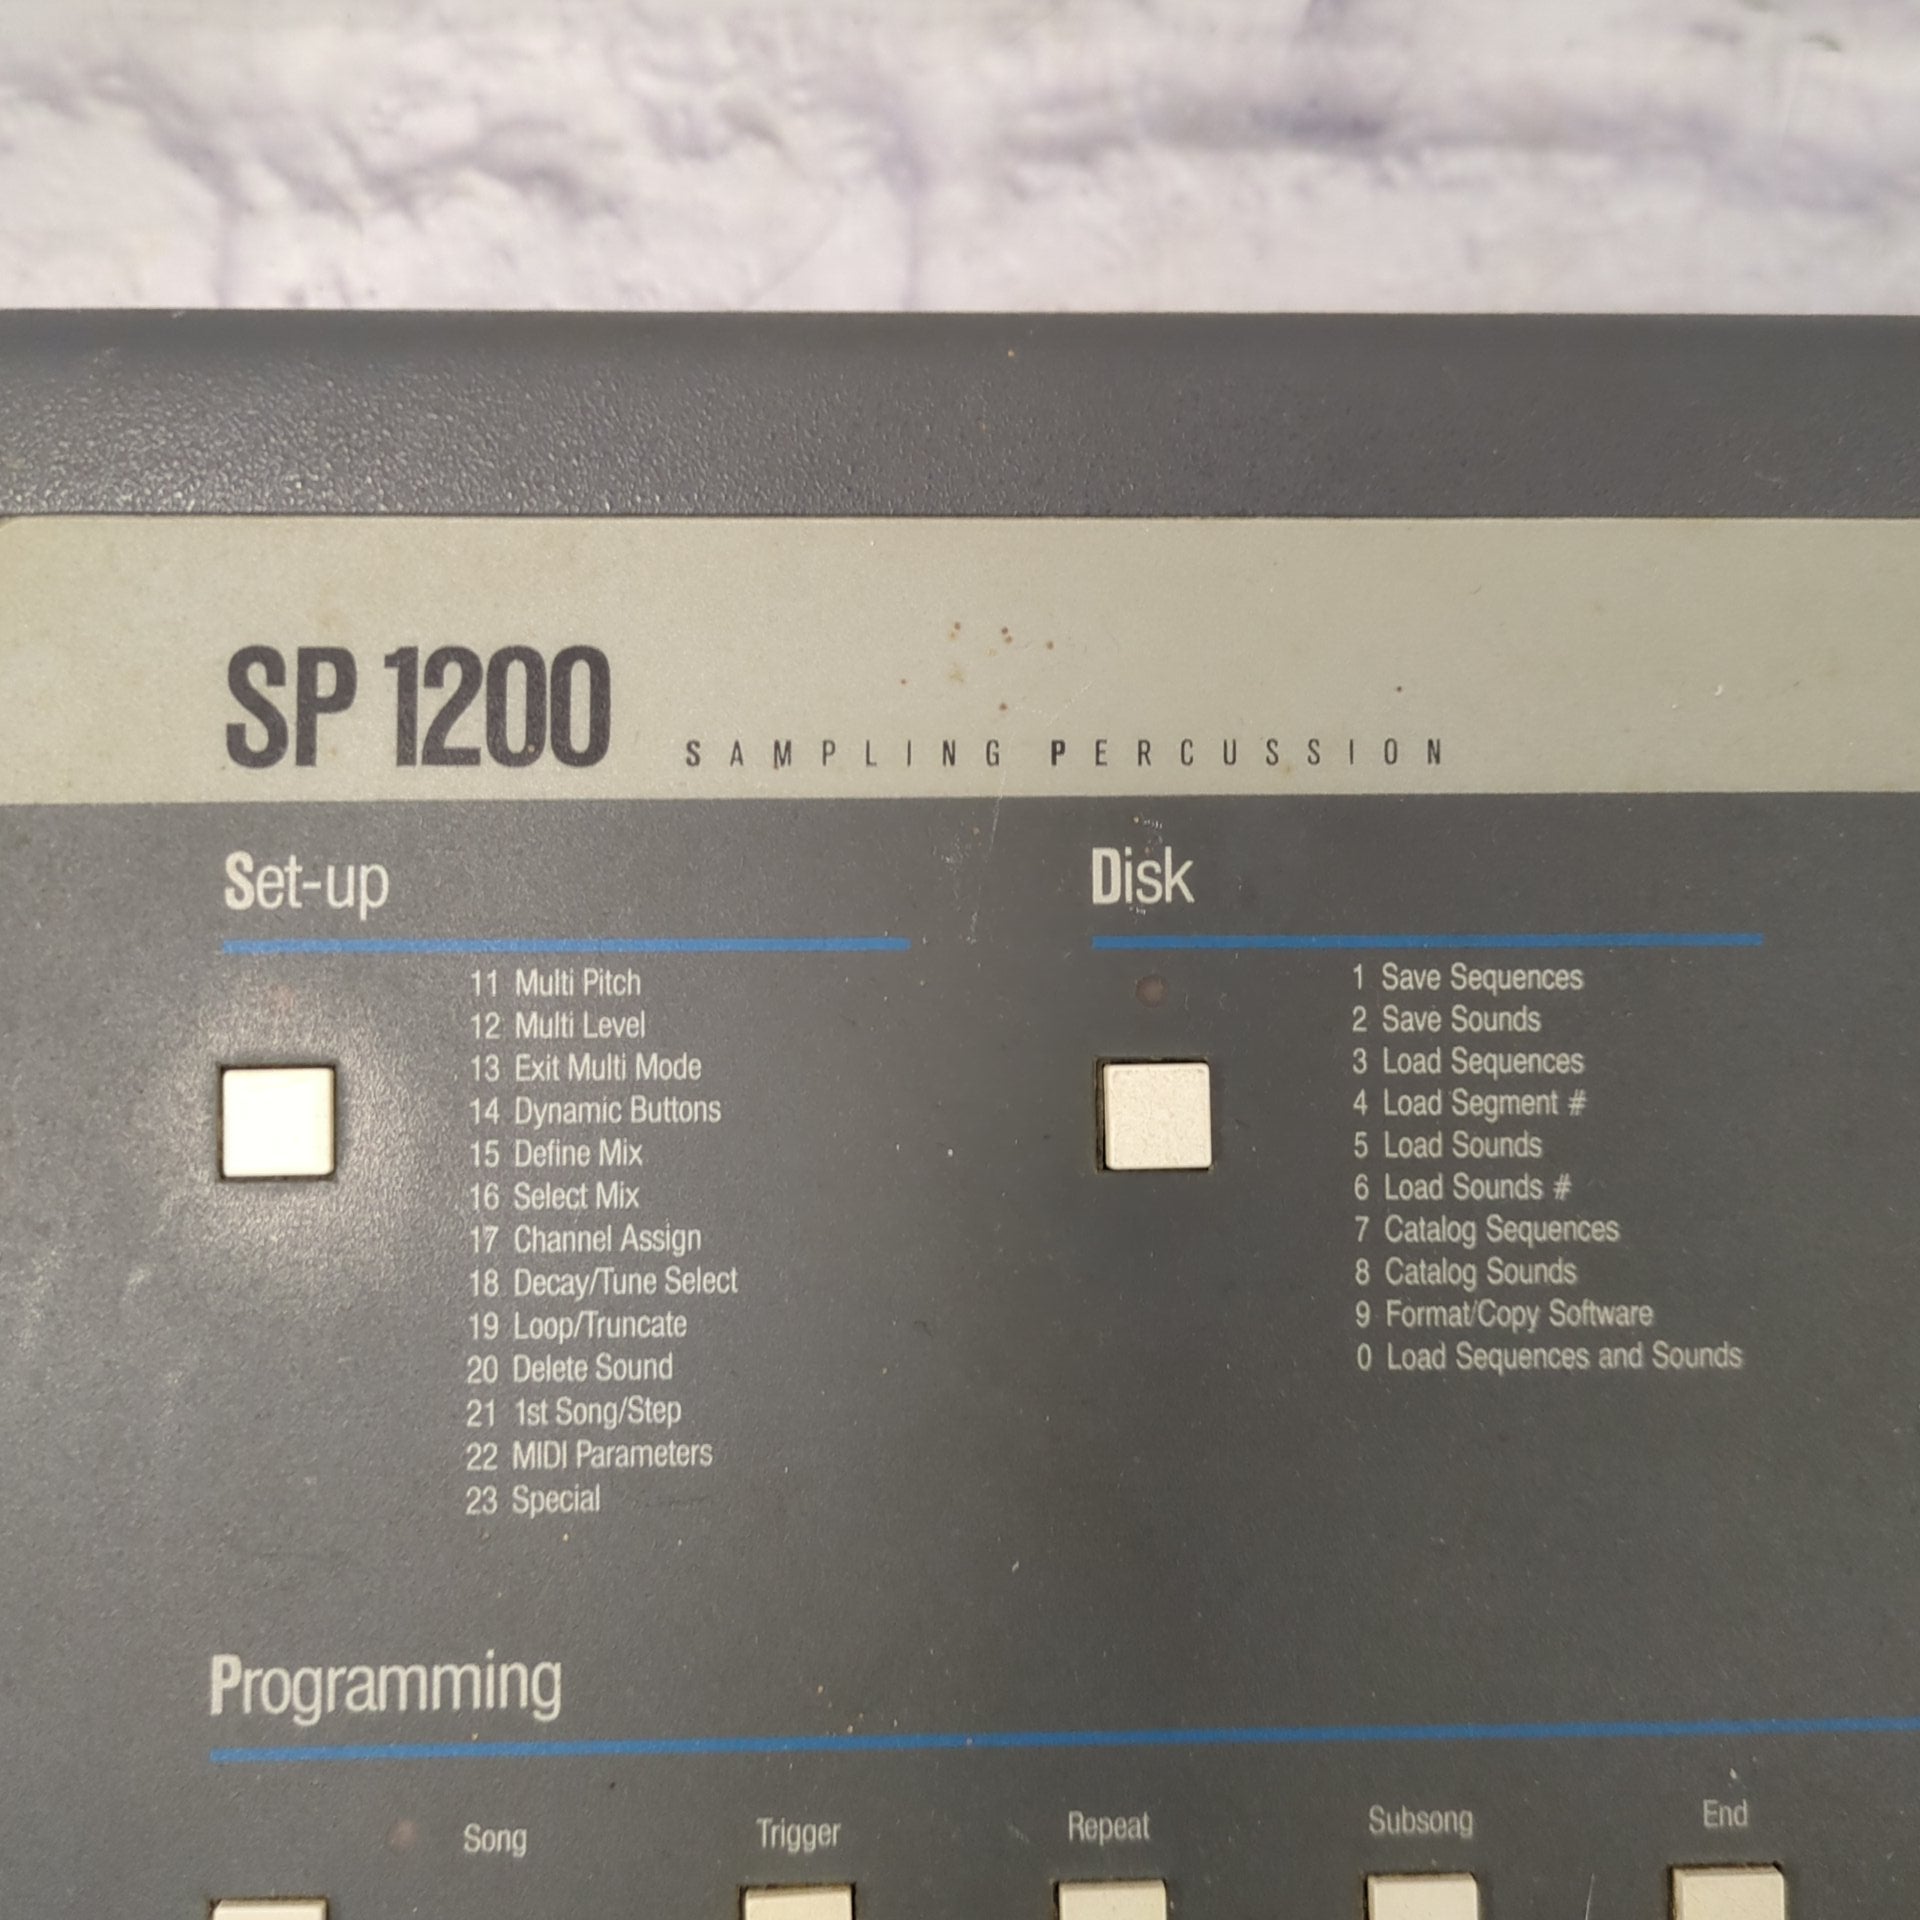 SP 1200 SAMPLING PERCUSSION
Set-up
11 Multi Pitch
12 Multi Level
13 Exit Multi Mode
14 Dynamic Buttons
15 Define Mix
16 Select Mix
17 Channel Assign
18 Decay/Tune Select
19 Loop/Truncate
20 Delete Sound
21 1st Song/Step
22 MIDI Parameters
23 Special
Disk
1 Save Sequences
2 Save Sounds
3 Load Sequences
4 Load Segment #
5 Load Sounds
6 Load Sounds #
7 Catalog Sequences
8 Catalog Sounds
9 Format/Copy Software
0 Load Sequences and Sounds
Programming
Song Trigger Repeat Subsong End